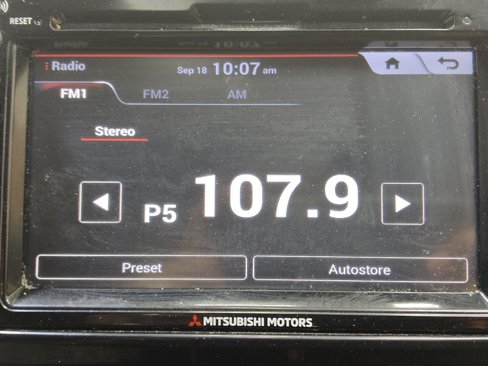 RESET
Radio
Sep 18 10:07 am
FM1 FM2 AM
Stereo
P5 107.9
Preset Autostore
MITSUBISHI MOTORS